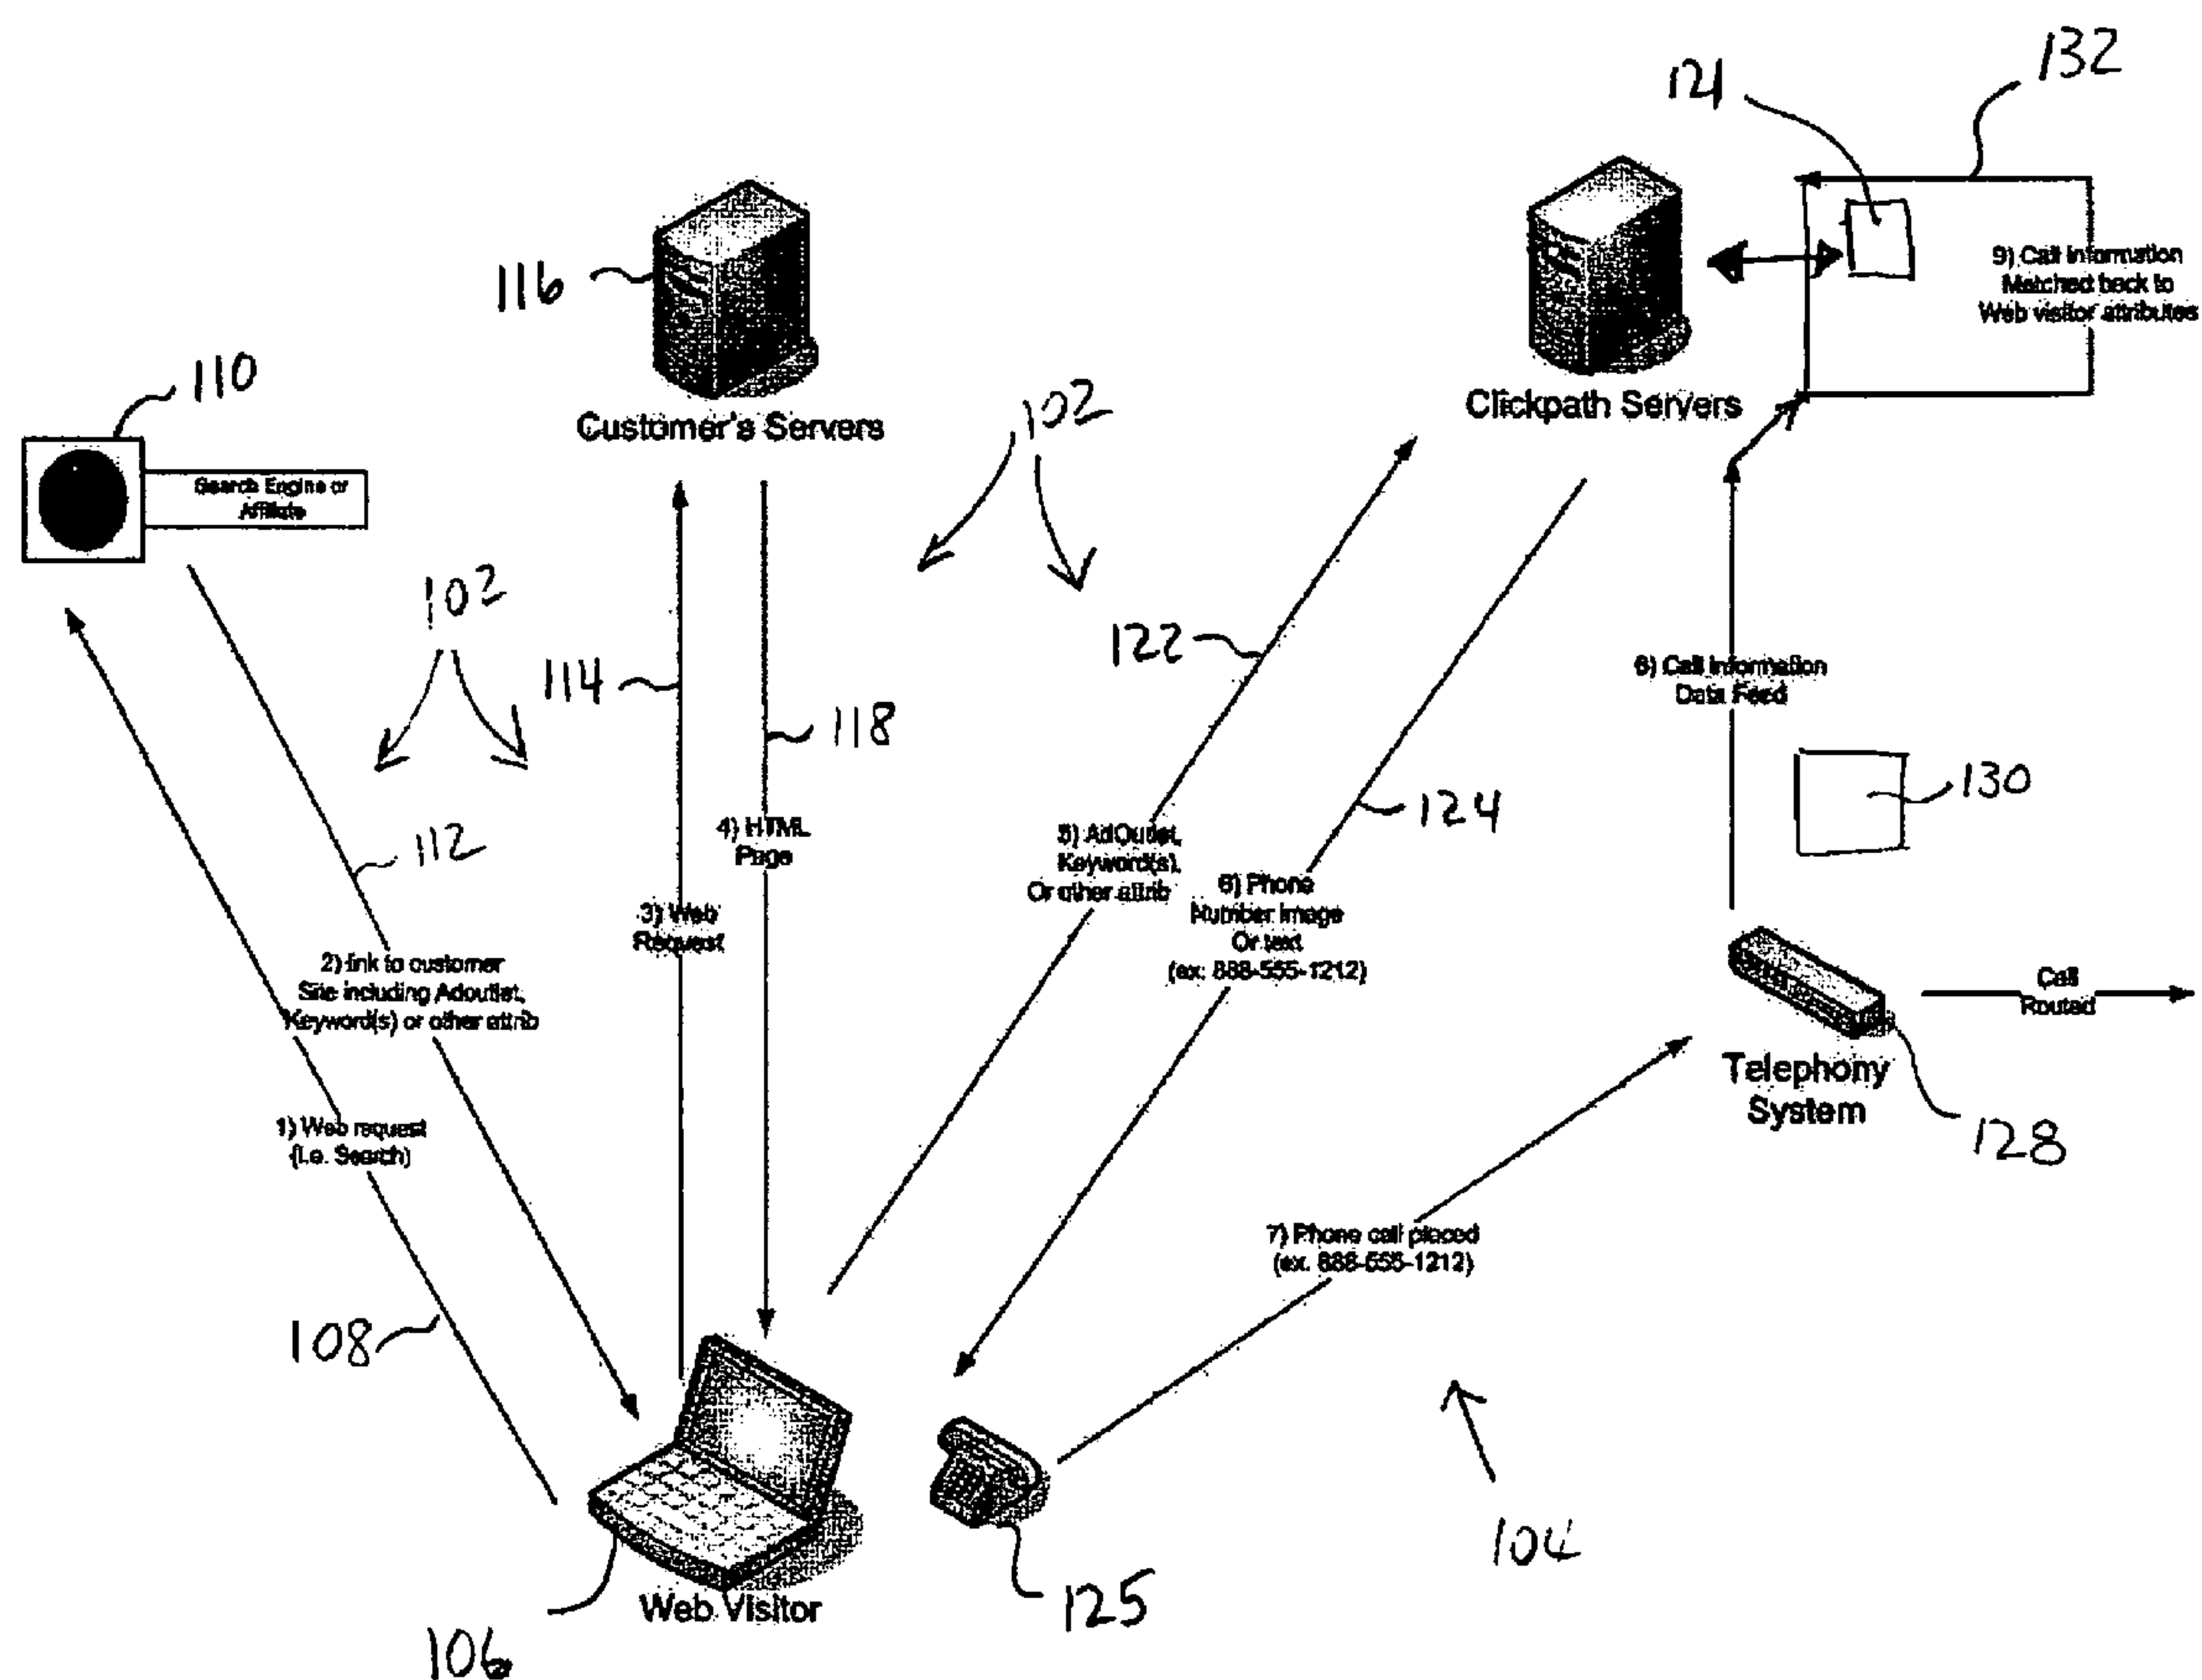 132
121
116
9) Call Information
Matched back to
Web visitor attributes
110
Customer's Servers
102
Clickpath Servers
Search Engine or
Affiliate
102
122
114
8) Call Information
Data Feed
118
130
124
112
4) HTML
Page
5) AdOutlet,
Keyword(s),
Or other attrib
6) Phone
Number image
Or text
(ex: 888-555-1212)
3) Web
Request
2) link to customer
Site including Adoutlet,
Keyword(s) or other attrib
Call
Routed
Telephony
System
1) Web request
(i.e. Search)
128
7) Phone call placed
(ex. 888-555-1212)
108
104
125
Web Visitor
106